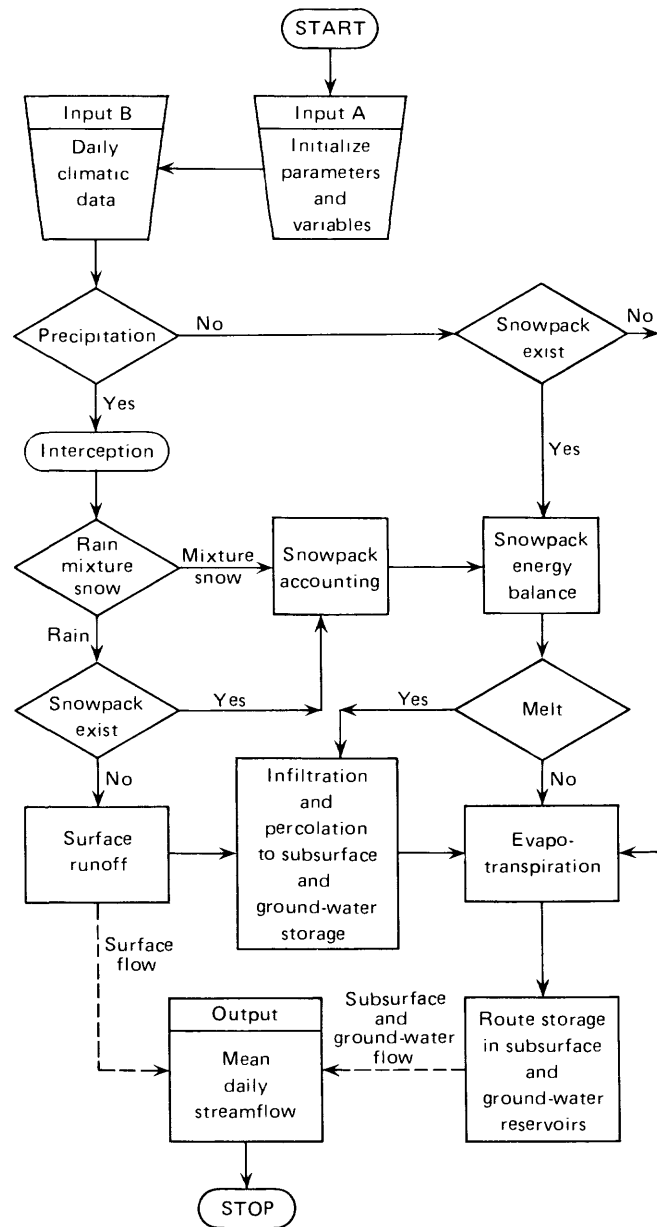 START
Input B
Daily
climatic
data
Input A
Initialize
parameters
and
variables
Precipitation
No
Snowpack
exist
No
Yes
Interception
Yes
Rain
mixture
snow
Mixture
snow
Snowpack
accounting
Snowpack
energy
balance
Rain
Snowpack
exist
Yes
Yes
Melt
No
No
Surface
runoff
Infiltration
and
percolation
to subsurface
and
ground-water
storage
Evapo-
transpiration
Surface
flow
Output
Mean
daily
streamflow
Subsurface
and
ground-water
flow
Route storage
in subsurface
and
ground-water
reservoirs
STOP